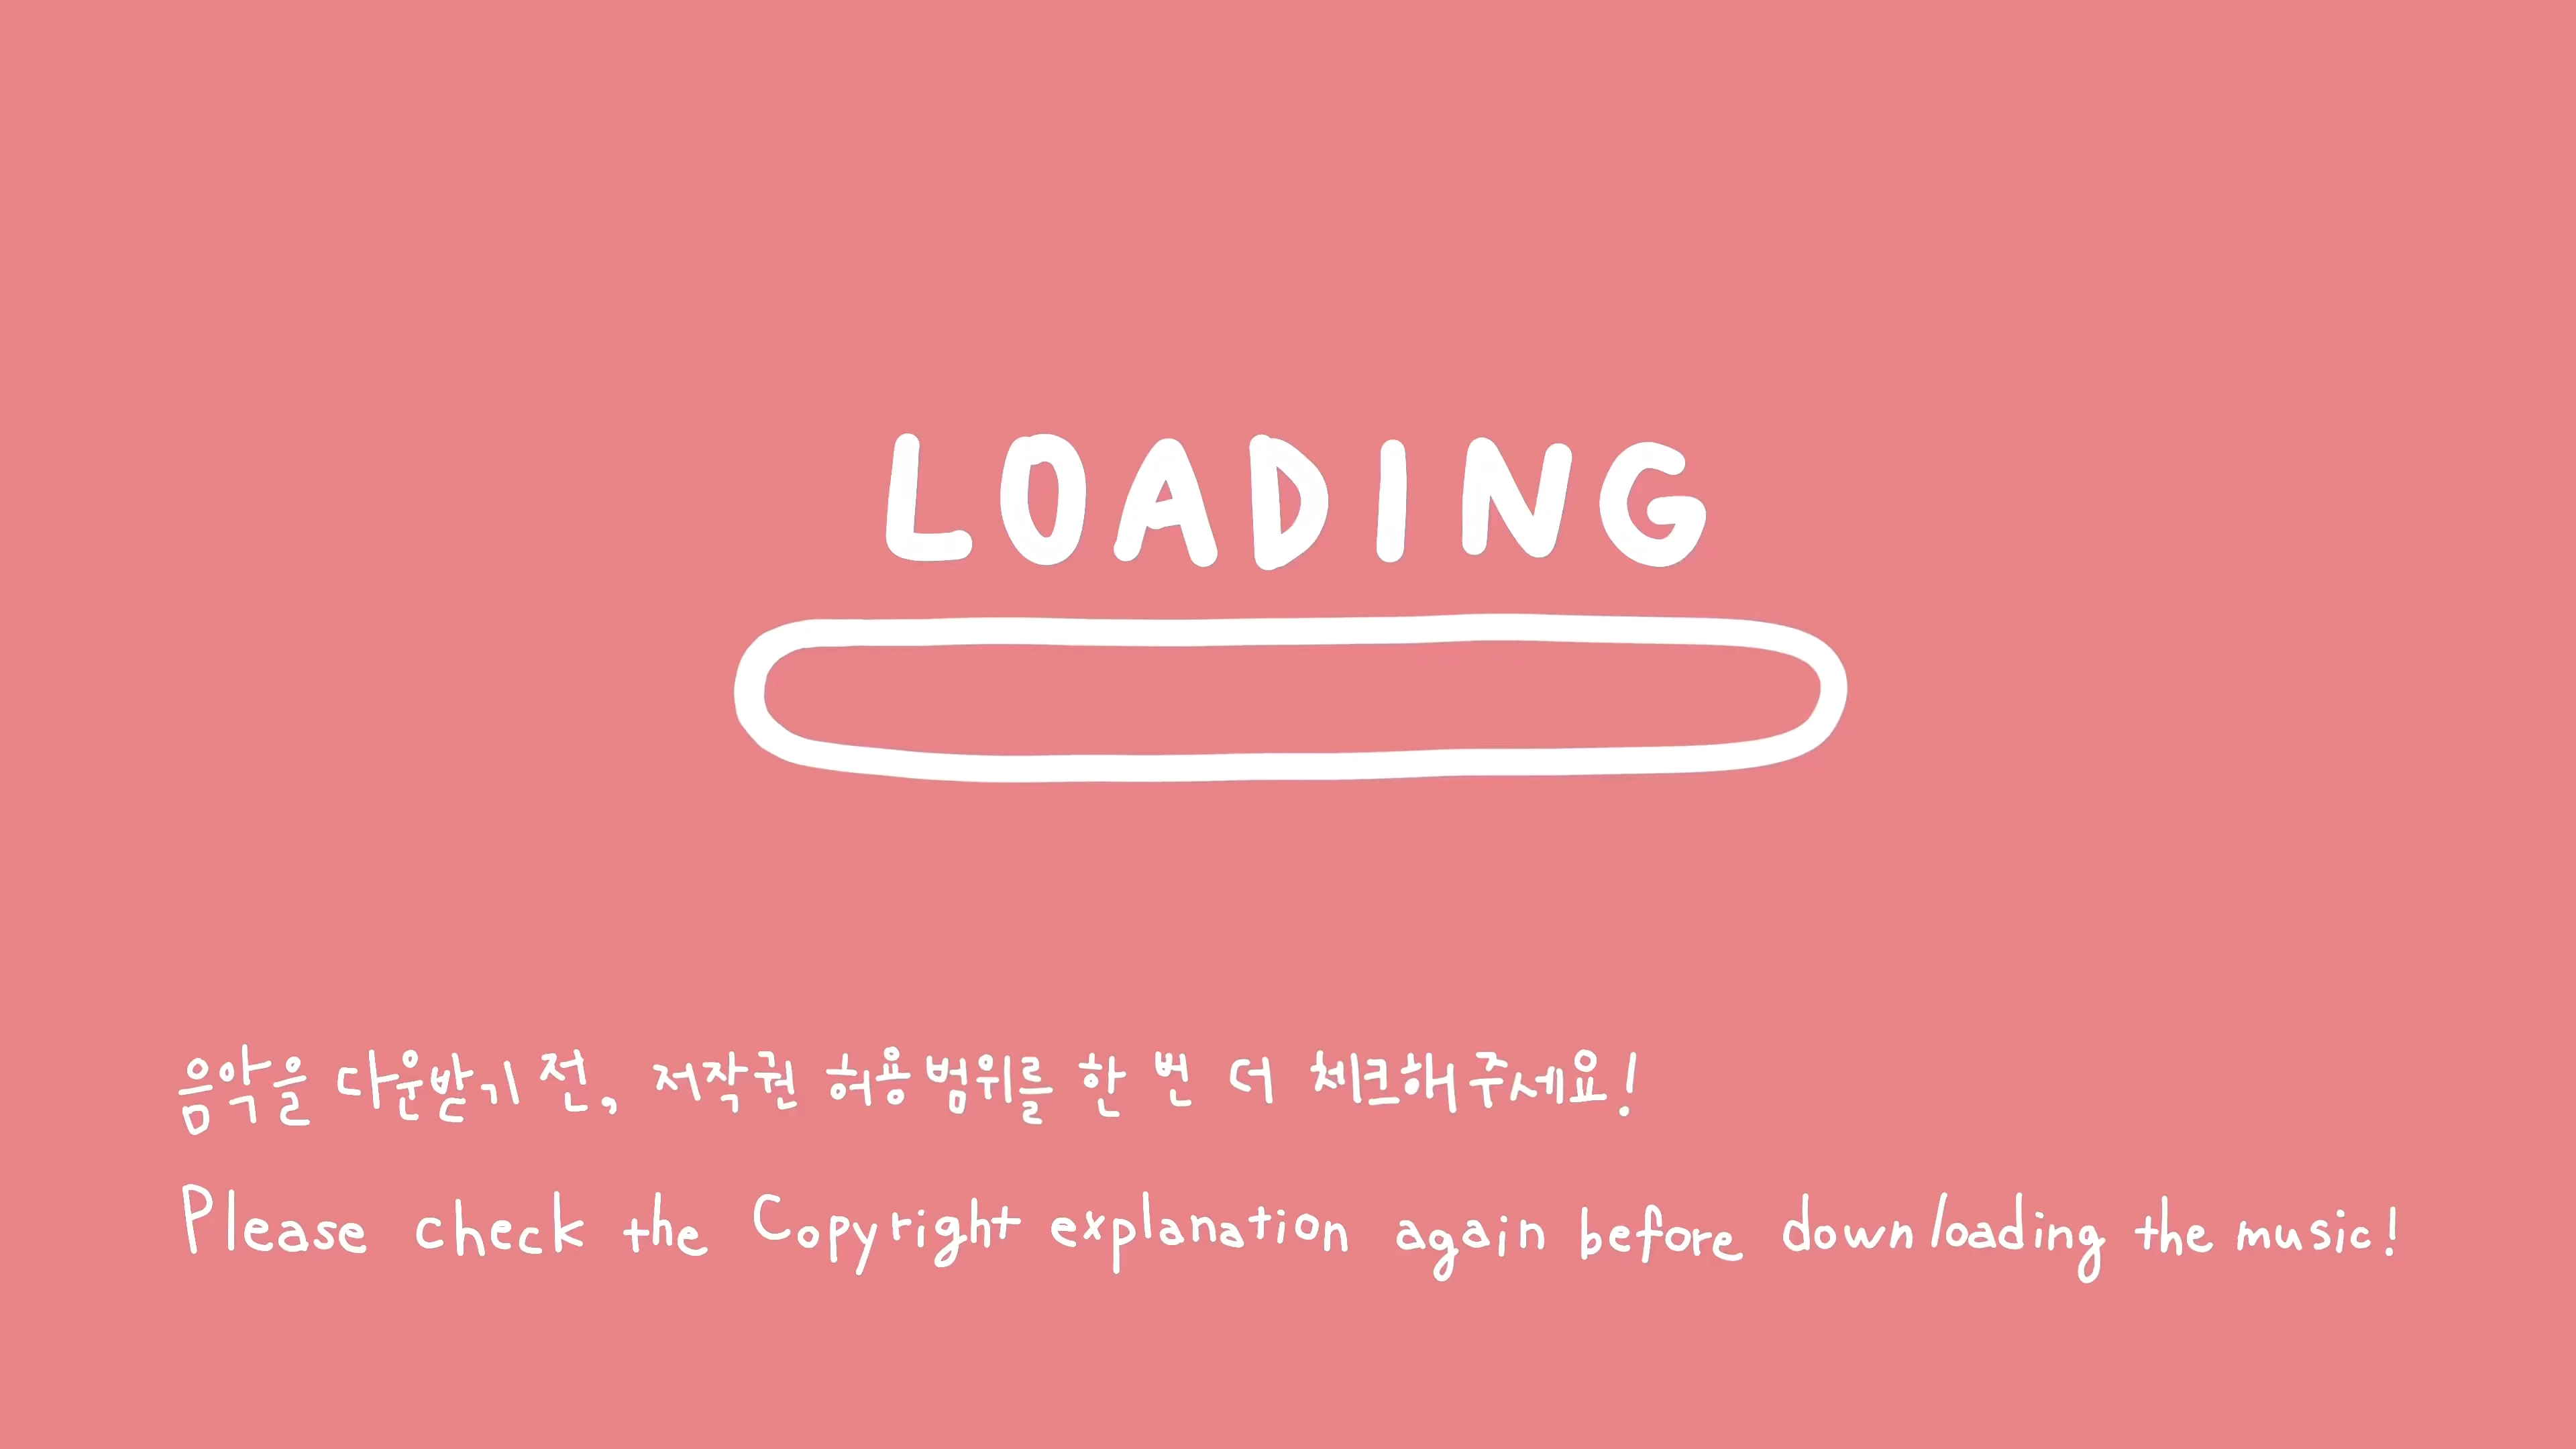 LOADING
음악을 다운받기 전, 저작권 허용범위를 한 번 더 체크해주세요!
Please check the Copyright explanation again before downloading the music!